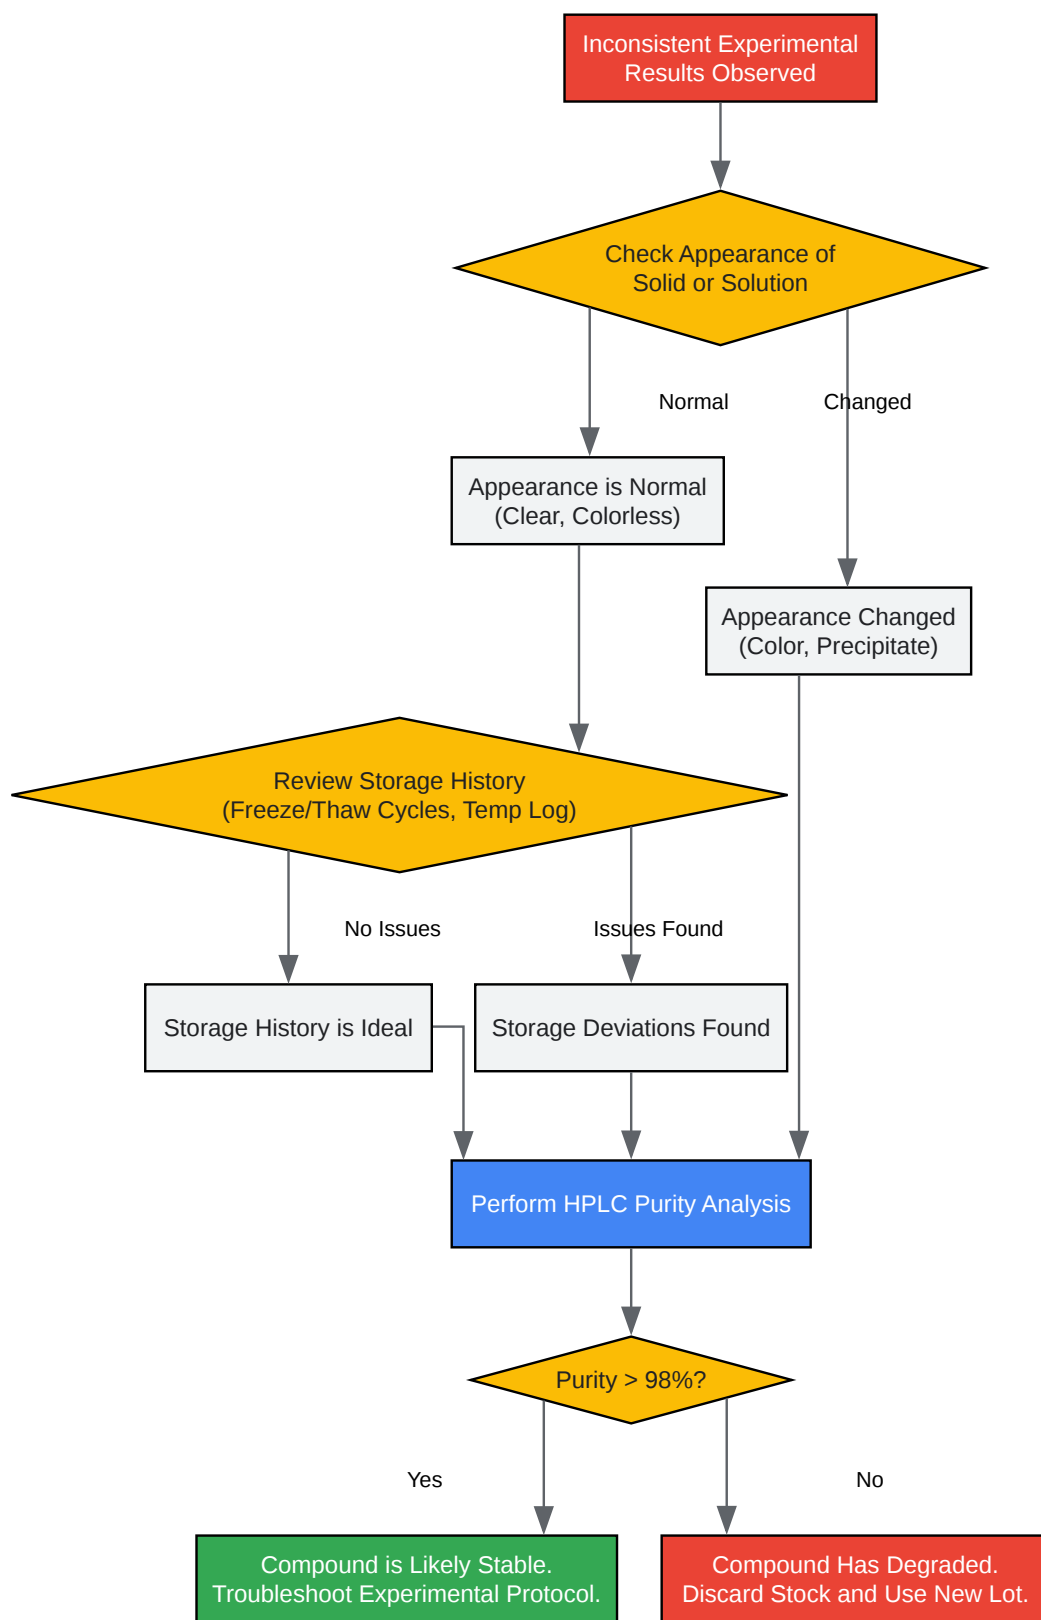 Inconsistent Experimental
Results Observed
Check Appearance of
Solid or Solution
Normal
Changed
Appearance is Normal
(Clear, Colorless)
Appearance Changed
(Color, Precipitate)
Review Storage History
(Freeze/Thaw Cycles, Temp Log)
No Issues
Issues Found
Storage History is Ideal
Storage Deviations Found
Perform HPLC Purity Analysis
Purity > 98%?
Yes
No
Compound is Likely Stable.
Troubleshoot Experimental Protocol.
Compound Has Degraded.
Discard Stock and Use New Lot.